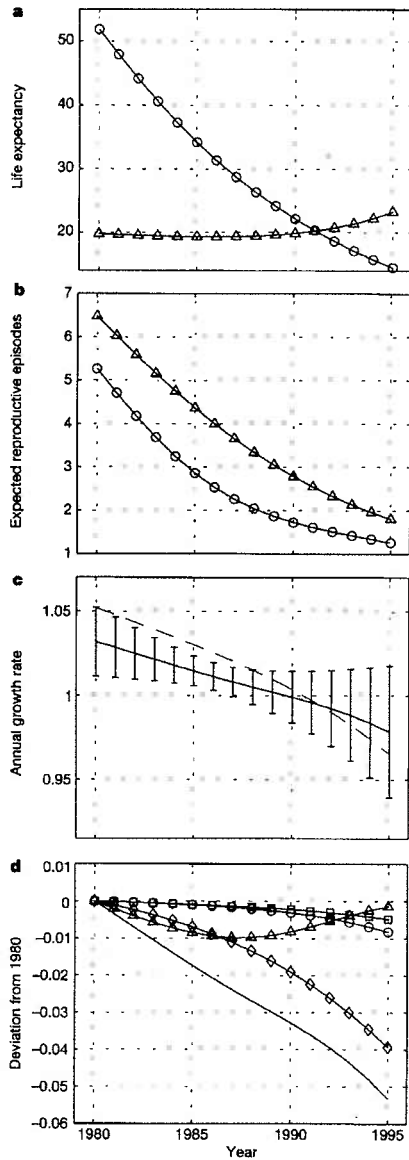 a
50
40
30
20
Life expectancy
b
7
6
5
4
3
2
1
Expected reproductive episodes
c
1.05
1
0.95
Annual growth rate
d
0.01
0
−0.01
−0.02
−0.03
−0.04
−0.05
−0.06
Deviation from 1980
1980 1985 1990 1995
Year